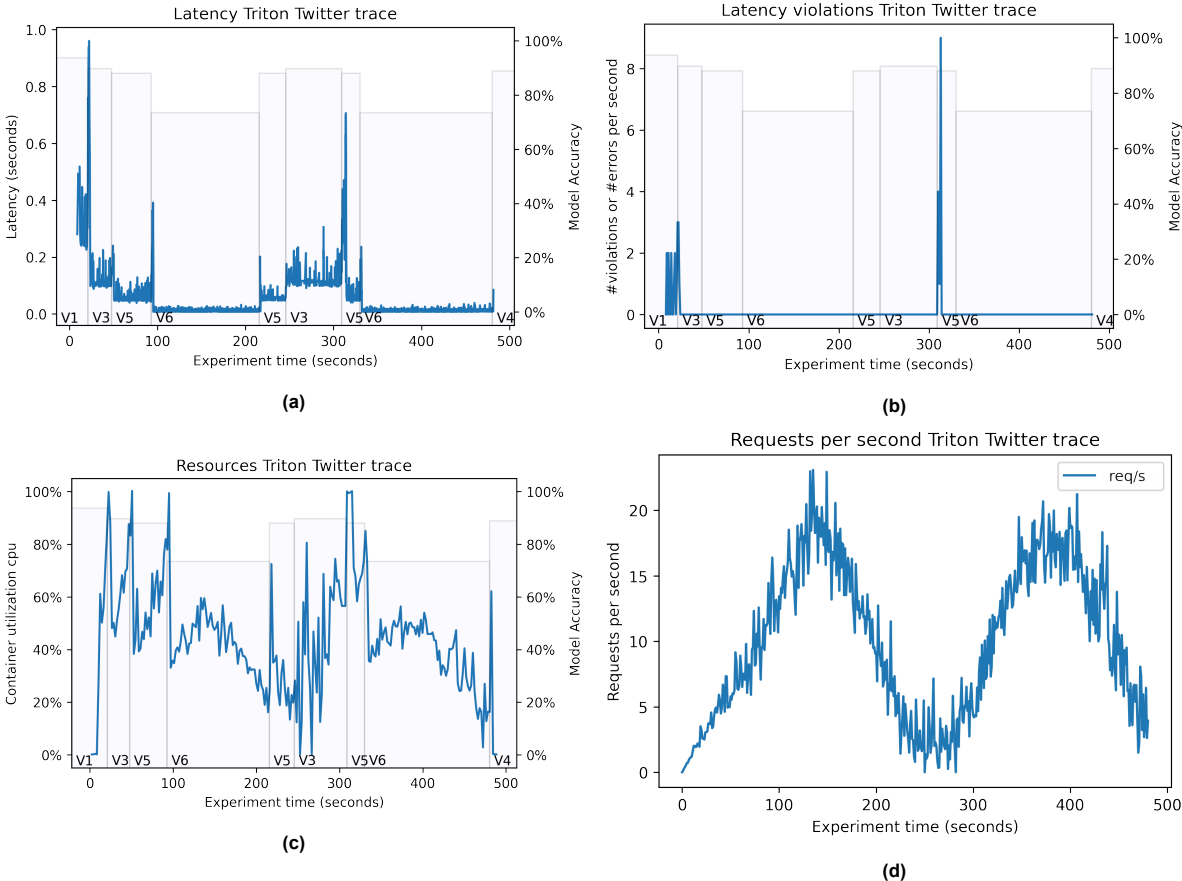 Latency Triton Twitter trace
1.0
0.8
0.6
0.4
0.2
0.0
Latency (seconds)
100%
80%
60%
40%
20%
0%
Model Accuracy
V1 V3 V5 V6 V5 V3 V5 V6 V4
0 100 200 300 400 500
Experiment time (seconds)
(a)
Latency violations Triton Twitter trace
8
6
4
2
0
#violations or #errors per second
100%
80%
60%
40%
20%
0%
Model Accuracy
V1 V3 V5 V6 V5 V3 V5 V6 V4
0 100 200 300 400 500
Experiment time (seconds)
(b)
Resources Triton Twitter trace
100%
80%
60%
40%
20%
0%
Container utilization cpu
100%
80%
60%
40%
20%
0%
Model Accuracy
V1 V3 V5 V6 V5 V3 V5 V6 V4
0 100 200 300 400 500
Experiment time (seconds)
(c)
Requests per second Triton Twitter trace
req/s
20
15
10
5
0
Requests per second
0 100 200 300 400 500
Experiment time (seconds)
(d)